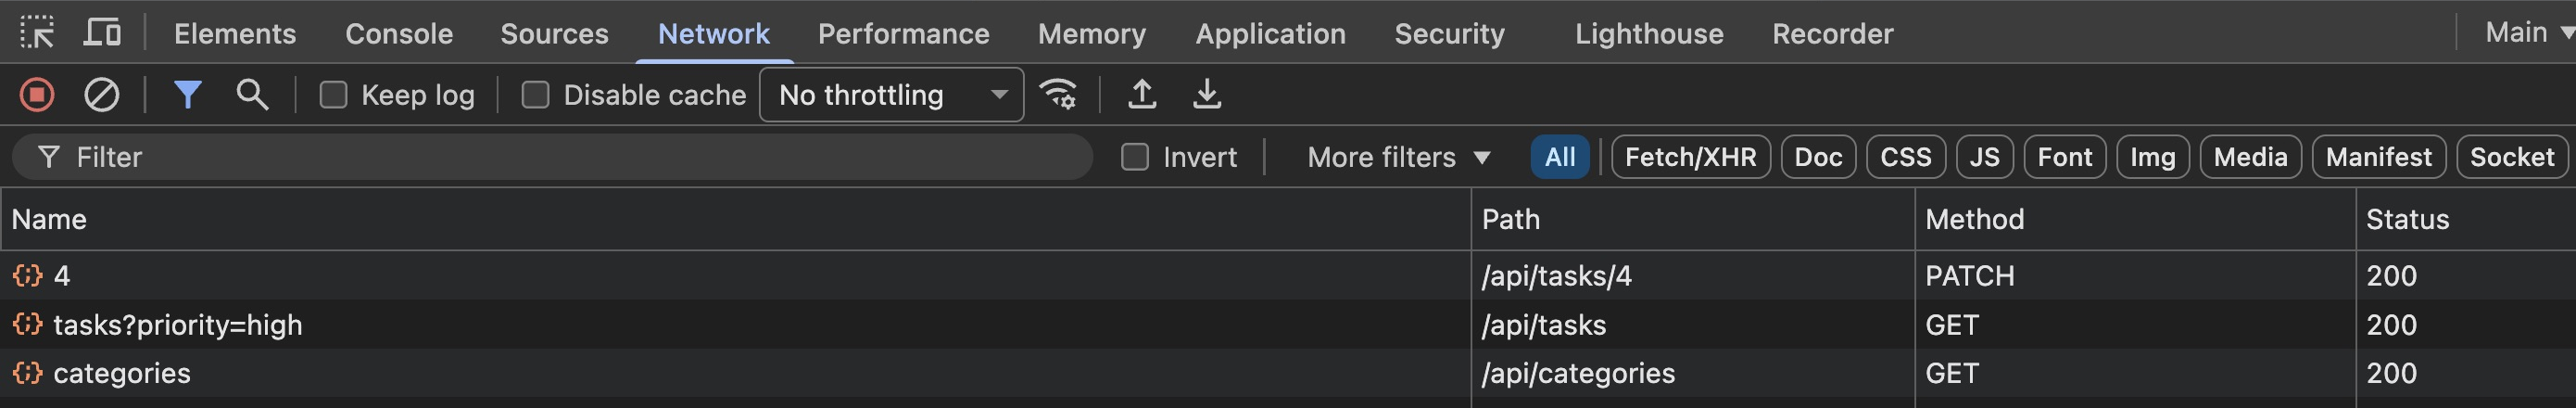 Elements Console Sources Network Performance Memory Application Security Lighthouse Recorder Main
Keep log Disable cache No throttling
Filter Invert More filters All Fetch/XHR Doc CSS JS Font Img Media Manifest Socket
Name Path Method Status
4 /api/tasks/4 PATCH 200
tasks?priority=high /api/tasks GET 200
categories /api/categories GET 200